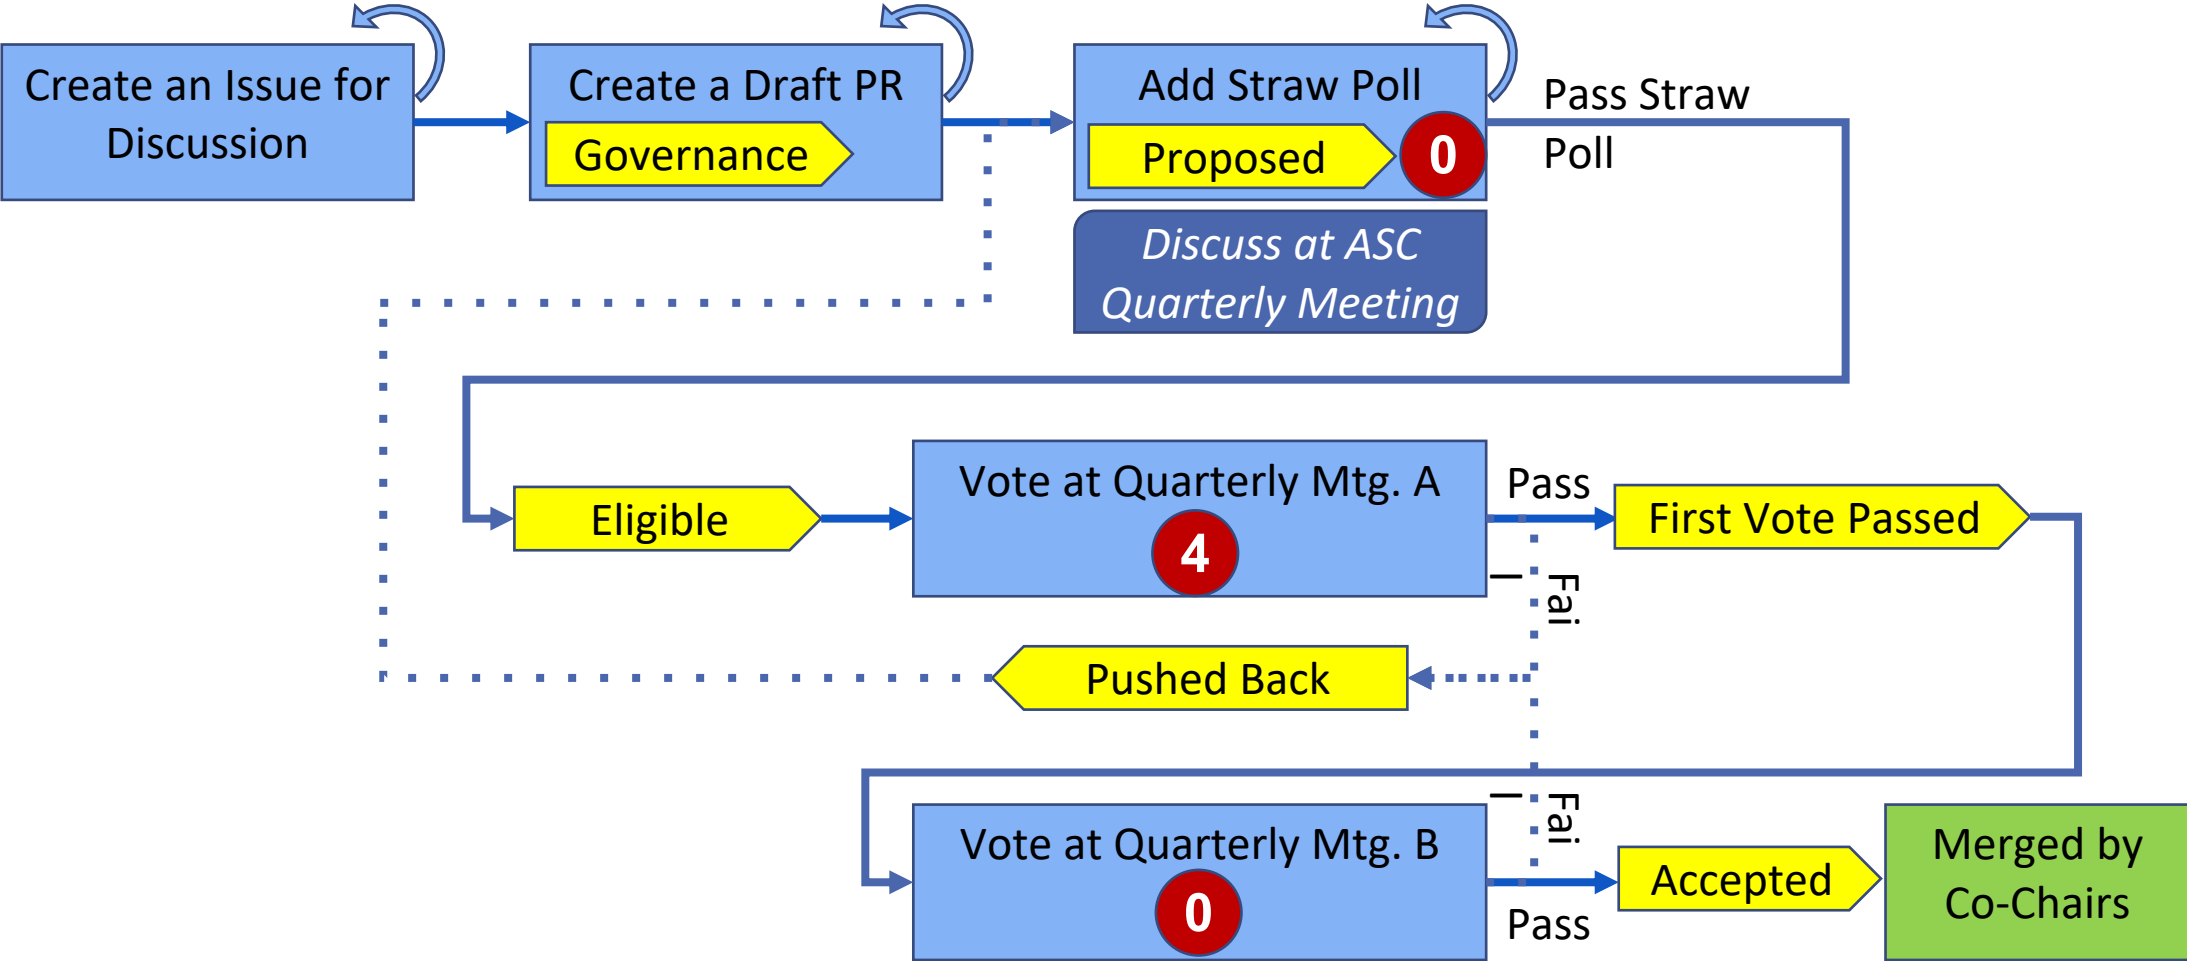 Create an Issue for
Discussion
Create a Draft PR
Governance
Add Straw Poll
Proposed
0
Pass Straw
Poll
Discuss at ASC
Quarterly Meeting
Eligible
Vote at Quarterly Mtg. A
4
Pass
First Vote Passed
Fai
l
Pushed Back
Fai
l
Vote at Quarterly Mtg. B
0
Pass
Accepted
Merged by
Co-Chairs